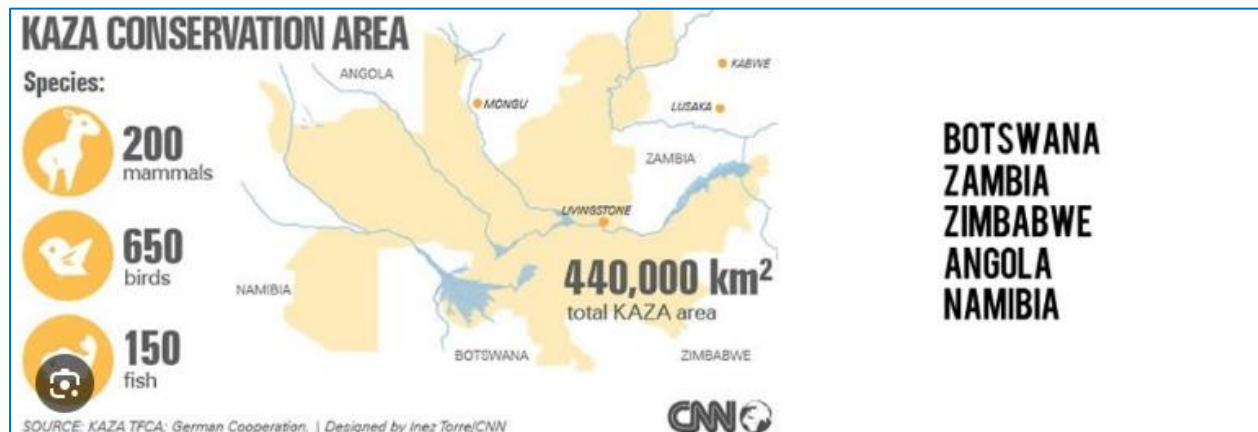 KAZA CONSERVATION AREA
Species:
200
mammals
650
birds
150
fish
ANGOLA
MONGU
KABWE
LUSAKA
ZAMBIA
LIVINGSTONE
NAMIBIA
440,000 km²
total KAZA area
BOTSWANA
ZIMBABWE
SOURCE: KAZA TFCA; German Cooperation. | Designed by Inez Torre/CNN
CNN
BOTSWANA
ZAMBIA
ZIMBABWE
ANGOLA
NAMIBIA